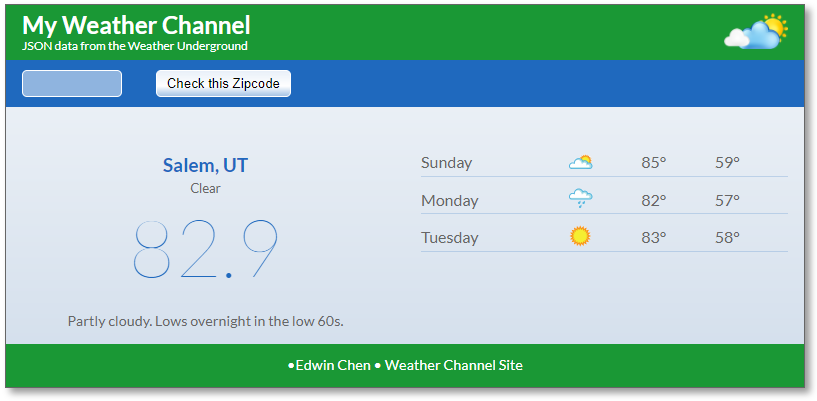 My Weather Channel
JSON data from the Weather Underground
Check this Zipcode
Salem, UT
Clear
82.9
Partly cloudy. Lows overnight in the low 60s.
Sunday 85° 59°
Monday 82° 57°
Tuesday 83° 58°
•Edwin Chen • Weather Channel Site